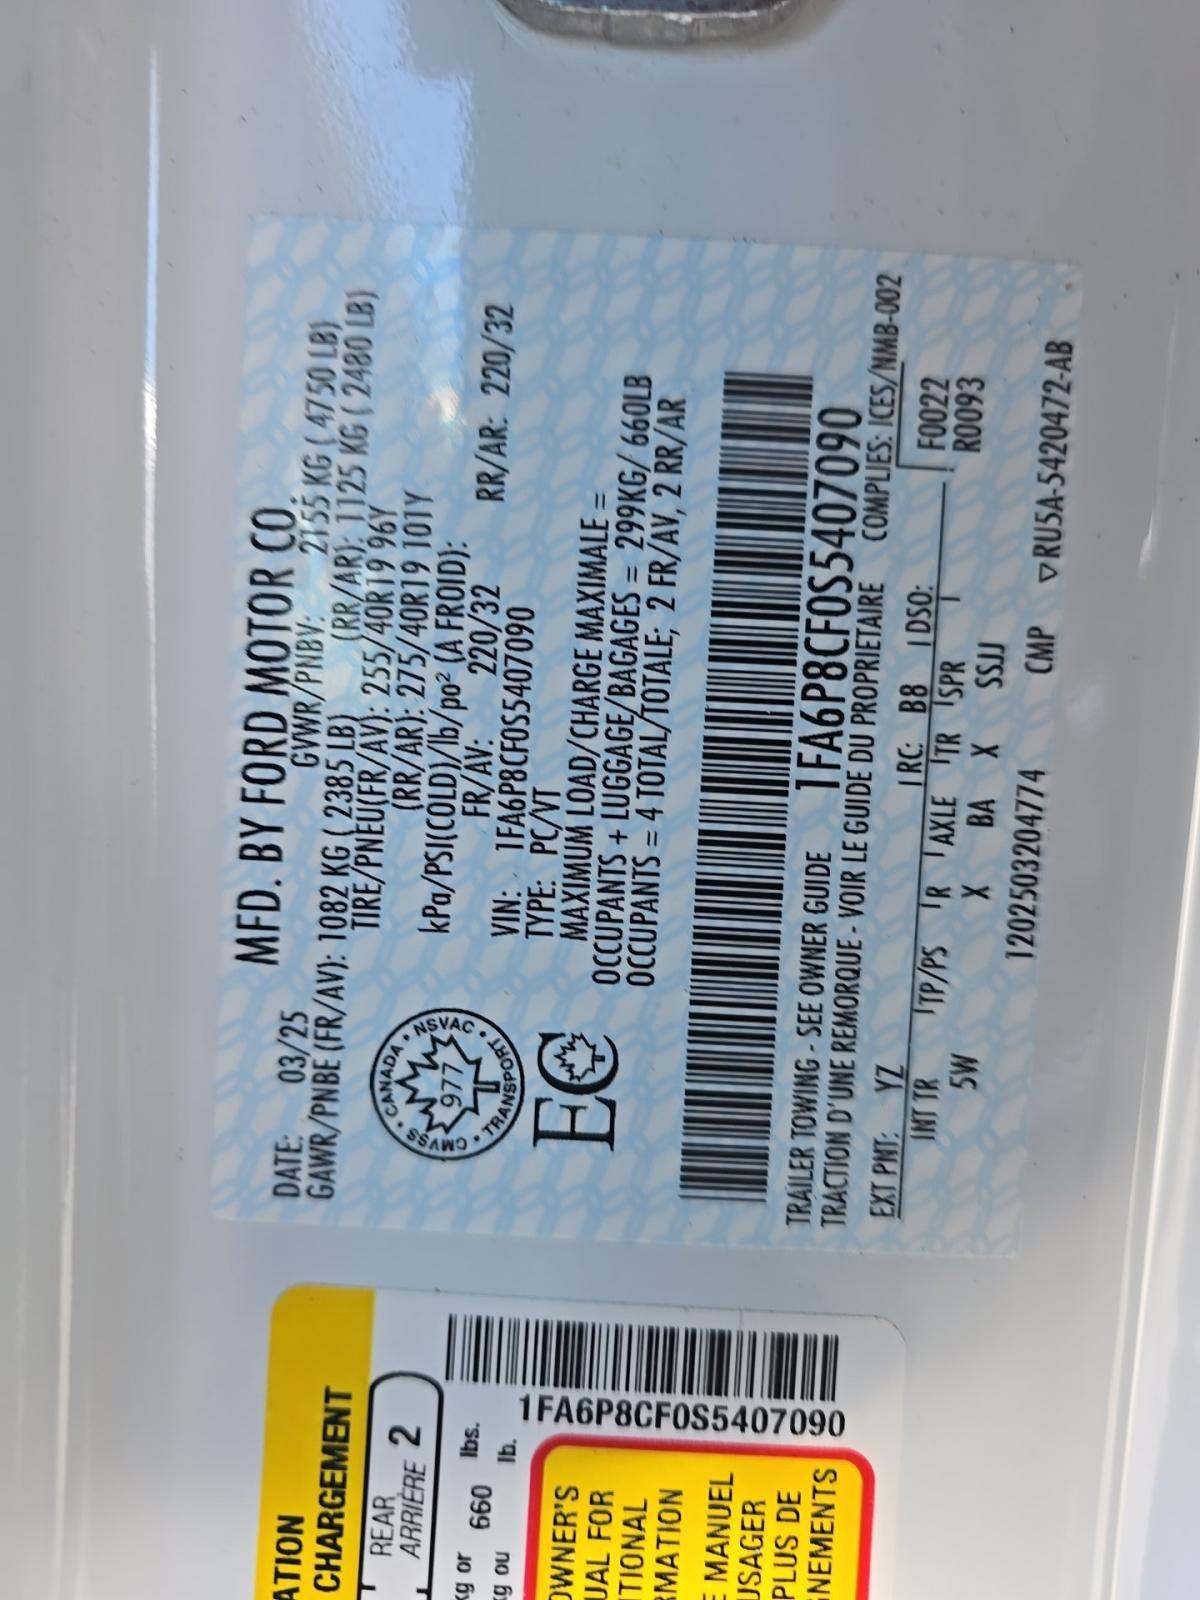 MFD. BY FORD MOTOR CO.
DATE: 03/25 GVWR/PNBV: 2155 KG ( 4750 LB)
GAWR/PNBE (FR/AV): 1082 KG ( 2385 LB) (RR/AR): 1125 KG ( 2480 LB)
TIRE/PNEU(FR/AV): 255/40R19 96Y
(RR/AR): 275/40R19 101Y
kPa/PSI(COLD)/lb/po² (A FROID):
FR/AV: 220/32 RR/AR: 220/32
VIN: 1FA6P8CF0S5407090
TYPE: PC/VT
MAXIMUM LOAD/CHARGE MAXIMALE =
OCCUPANTS + LUGGAGE/BAGAGES = 299KG/ 660LB
OCCUPANTS = 4 TOTAL/TOTALE; 2 FR/AV, 2 RR/AR
CANADA • NSVAC • TRANSPORT • CMVSS •
977
EC
1FA6P8CF0S5407090
TRAILER TOWING - SEE OWNER GUIDE
TRACTION D'UNE REMORQUE - VOIR LE GUIDE DU PROPRIETAIRE COMPLIES: ICES/NMB-002
EXT PNT: YZ RC: B8 DSO: F0022
INT TR TP/PS R AXLE TR SPR R0093
5W X BA X SSJJ
1202503204774 CMP ▽RU5A-5420472-AB
ATION
CHARGEMENT
REAR
ARRIÈRE 2
kg or 660 lbs.
kg ou lb.
1FA6P8CF0S5407090
OWNER'S
UAL FOR
ITIONAL
RMATION
E MANUEL
USAGER
PLUS DE
GNEMENTS